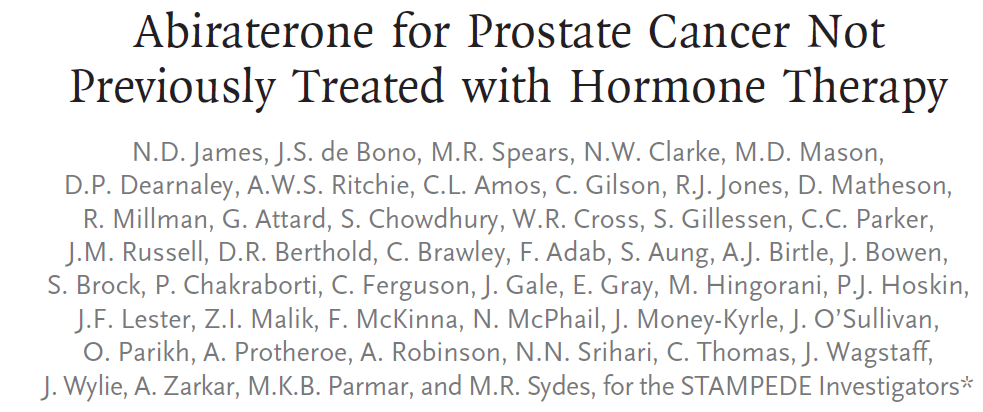 Abiraterone for Prostate Cancer Not
Previously Treated with Hormone Therapy
N.D. James, J.S. de Bono, M.R. Spears, N.W. Clarke, M.D. Mason,
D.P. Dearnaley, A.W.S. Ritchie, C.L. Amos, C. Gilson, R.J. Jones, D. Matheson,
R. Millman, G. Attard, S. Chowdhury, W.R. Cross, S. Gillessen, C.C. Parker,
J.M. Russell, D.R. Berthold, C. Brawley, F. Adab, S. Aung, A.J. Birtle, J. Bowen,
S. Brock, P. Chakraborti, C. Ferguson, J. Gale, E. Gray, M. Hingorani, P.J. Hoskin,
J.F. Lester, Z.I. Malik, F. McKinna, N. McPhail, J. Money-Kyrle, J. O’Sullivan,
O. Parikh, A. Protheroe, A. Robinson, N.N. Srihari, C. Thomas, J. Wagstaff,
J. Wylie, A. Zarkar, M.K.B. Parmar, and M.R. Sydes, for the STAMPEDE Investigators*